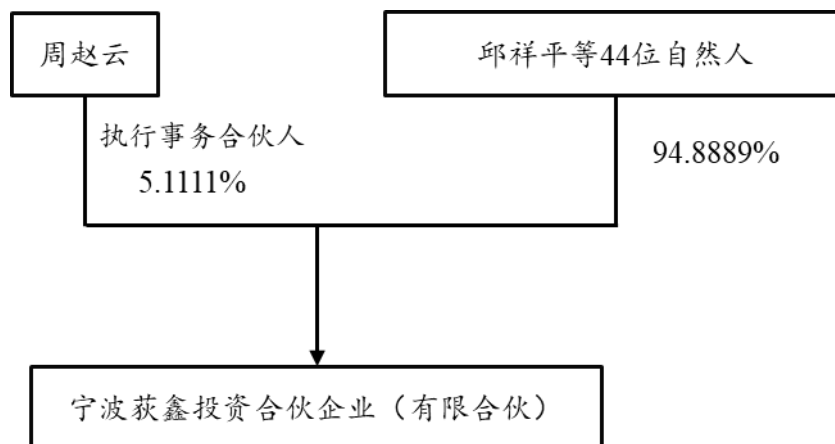 周赵云
邱祥平等44位自然人
执行事务合伙人
5.1111%
94.8889%
宁波荻鑫投资合伙企业（有限合伙）